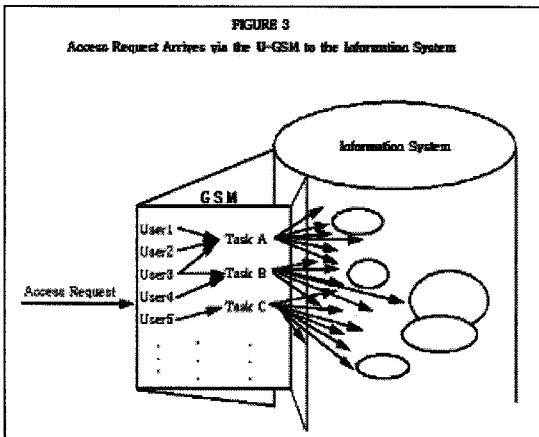 FIGURE 3
Access Request Arrives via the U-GSM to the Information System
Information System
GSM
User1
User2
User3
User4
User5
Task A
Task B
Task C
Access Request